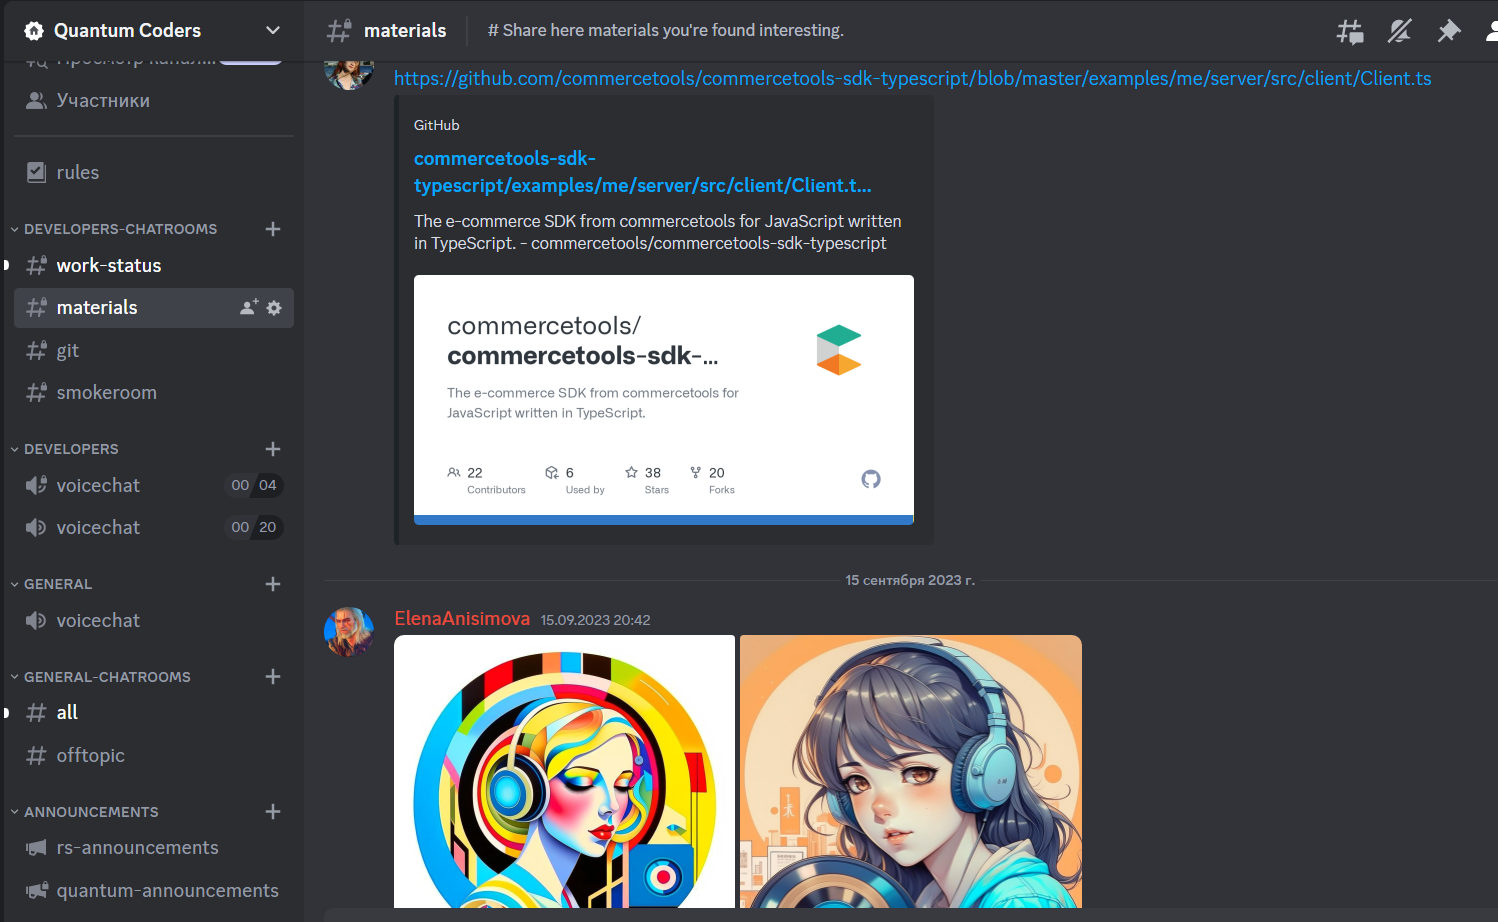 Quantum Coders
Просмотр канал...
Участники
rules
DEVELOPERS-CHATROOMS
work-status
materials
git
smokeroom
DEVELOPERS
voicechat 00 04
voicechat 00 20
GENERAL
voicechat
GENERAL-CHATROOMS
all
offtopic
ANNOUNCEMENTS
rs-announcements
quantum-announcements
materials
# Share here materials you're found interesting.
https://github.com/commercetools/commercetools-sdk-typescript/blob/master/examples/me/server/src/client/Client.ts
GitHub
commercetools-sdk-
typescript/examples/me/server/src/client/Client.t...
The e-commerce SDK from commercetools for JavaScript written
in TypeScript. - commercetools/commercetools-sdk-typescript
commercetools/
commercetools-sdk-...
The e-commerce SDK from commercetools for
JavaScript written in TypeScript.
22 6 38 20
Contributors Used by Stars Forks
15 сентября 2023 г.
ElenaAnisimova 15.09.2023 20:42